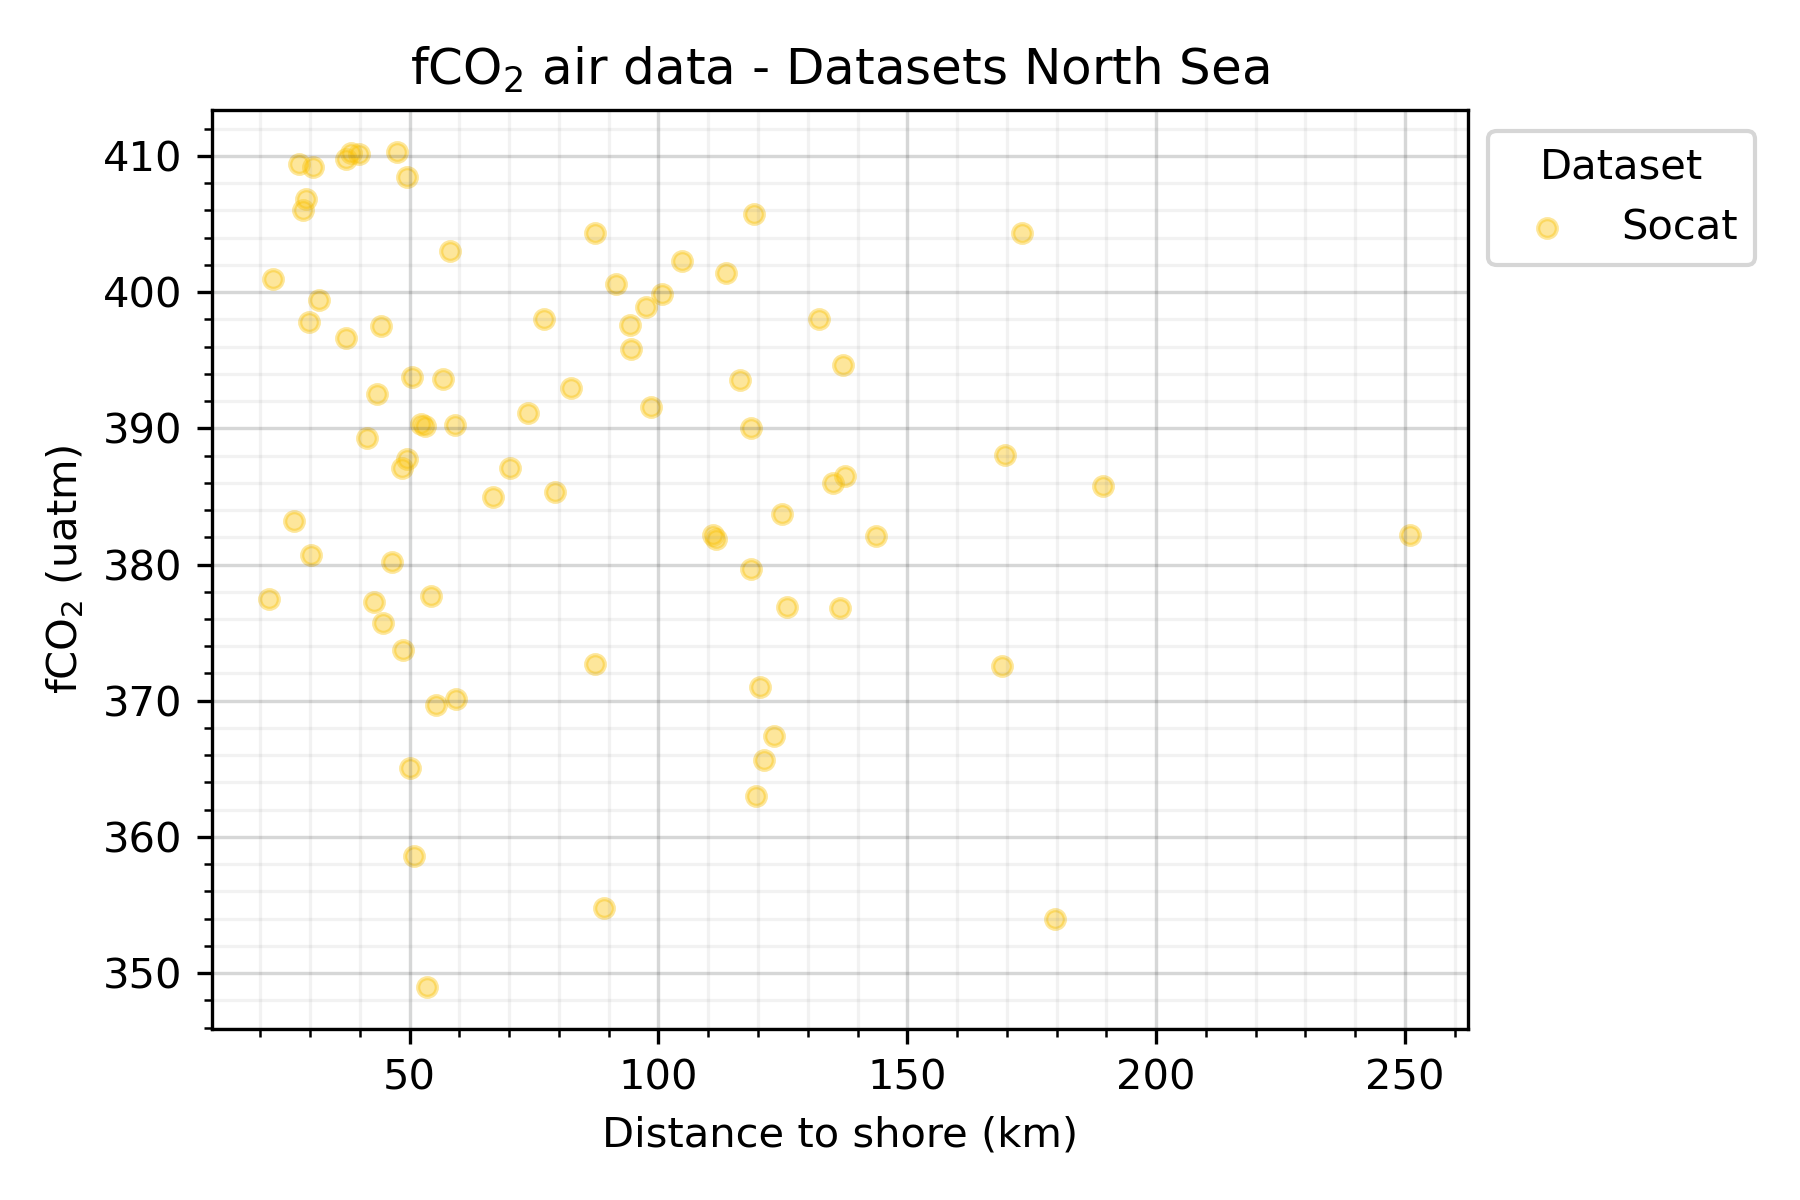 fCO₂ air data - Datasets North Sea
Dataset
Socat
410
400
390
380
370
360
350
fCO₂ (uatm)
50 100 150 200 250
Distance to shore (km)